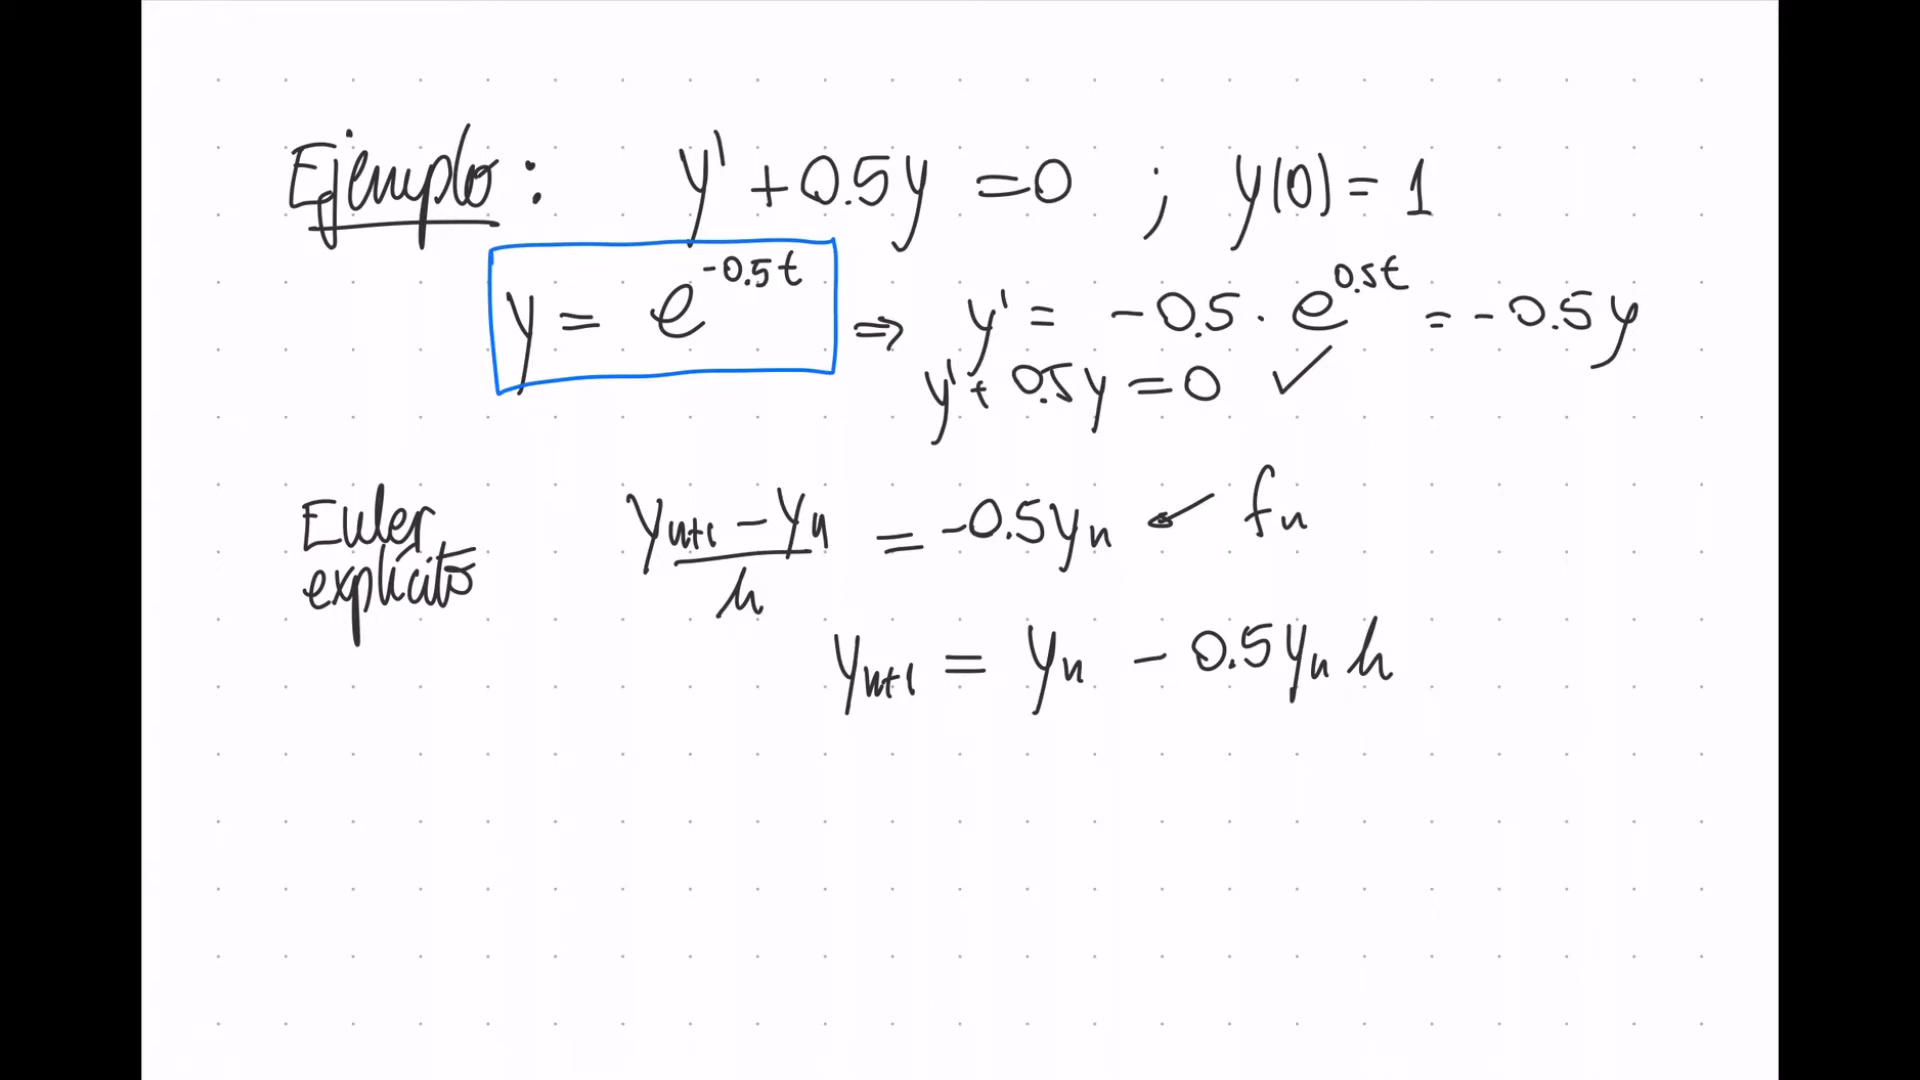 Ejemplo: y' + 0.5y = 0 ; y(0) = 1
y = e^{-0.5t} ⇒ y' = -0.5 · e^{0.5t} = -0.5y
y' + 0.5y = 0 ✓
Euler explícito
\frac{y_{n+1} - y_n}{h} = -0.5y_n ← f_n
y_{n+1} = y_n - 0.5y_n h